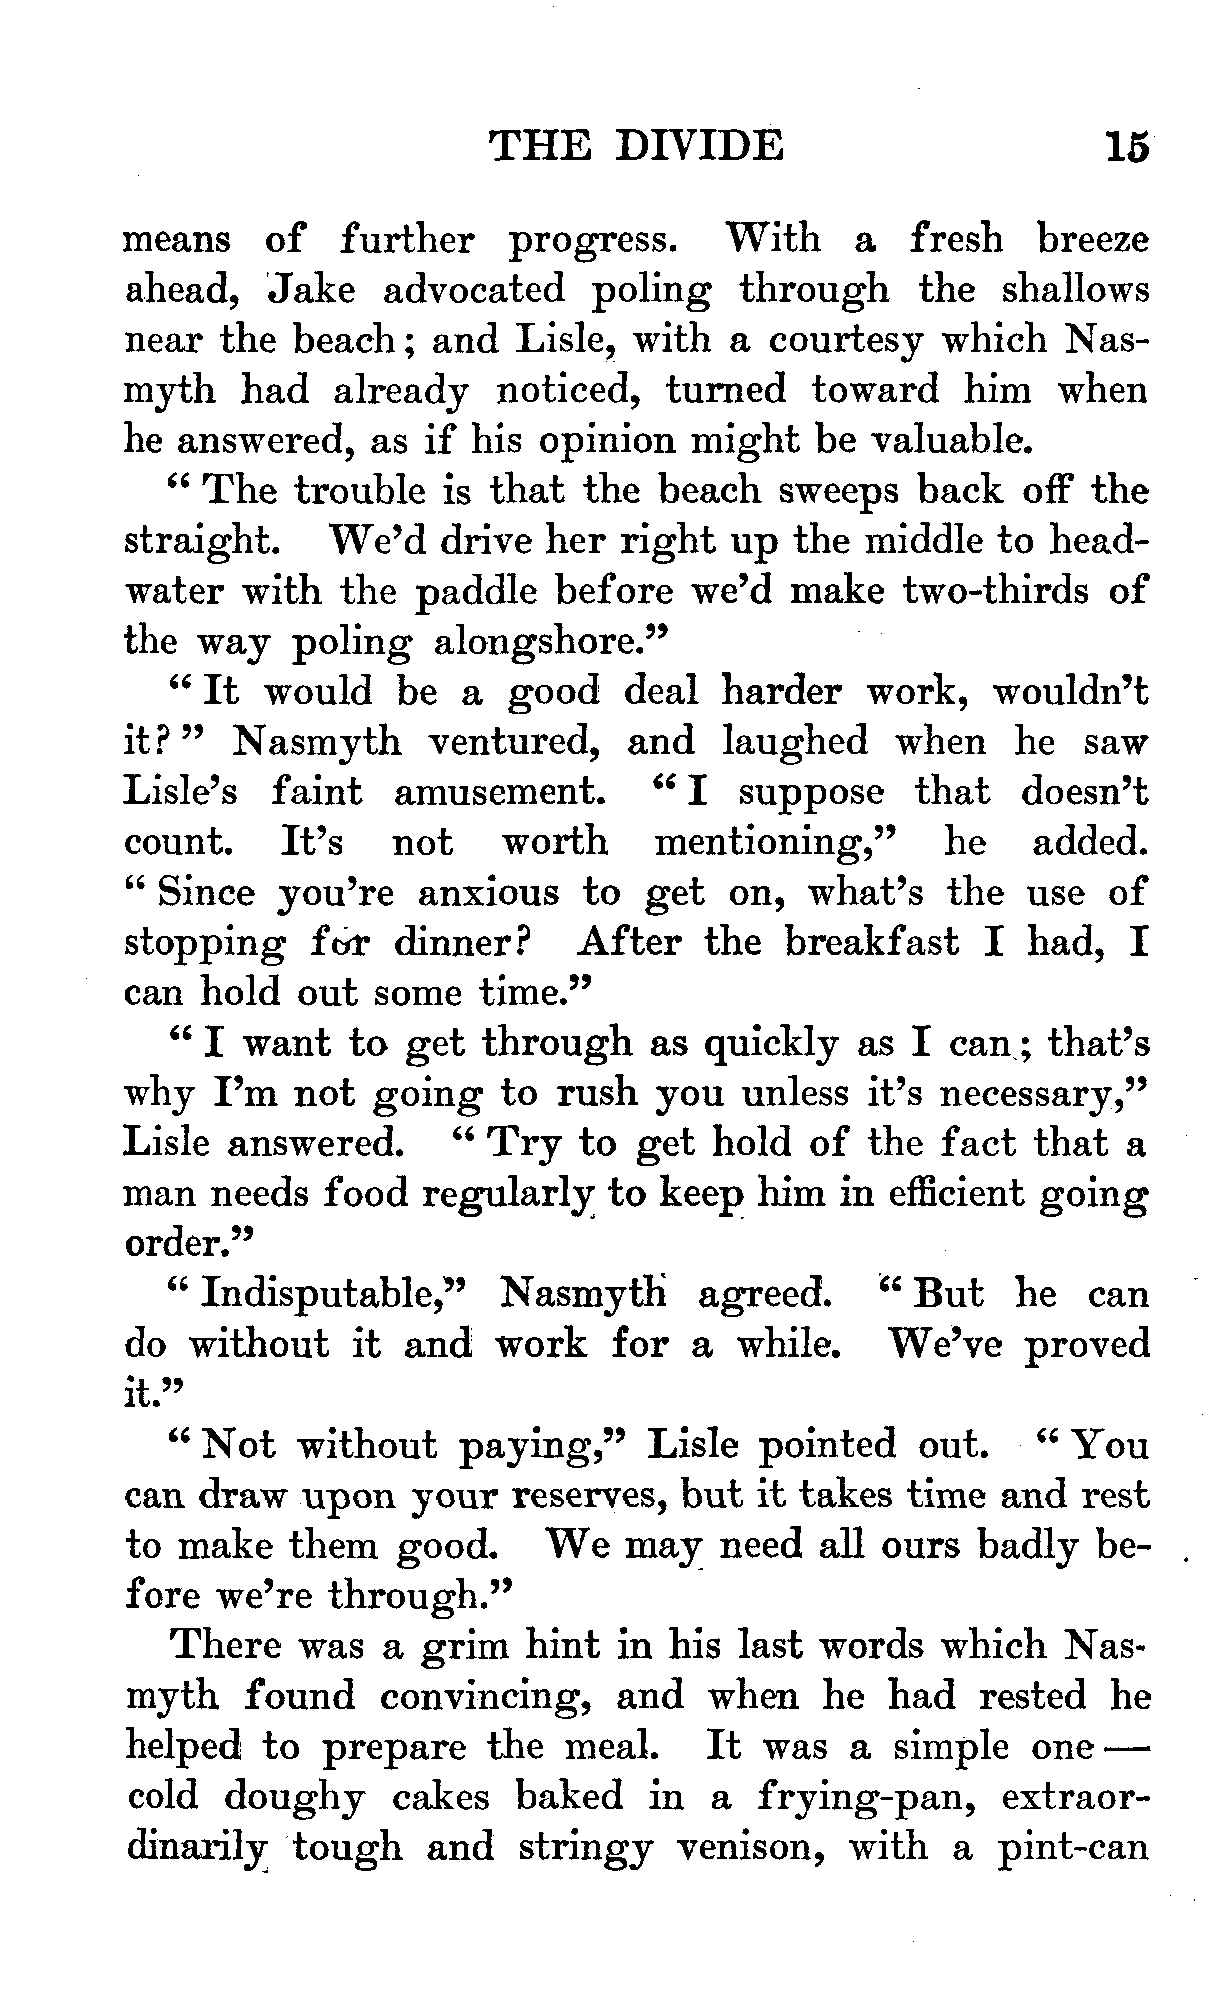 THE DIVIDE 15
means of further progress. With a fresh breeze
ahead, Jake advocated poling through the shallows
near the beach; and Lisle, with a courtesy which Nas-
myth had already noticed, turned toward him when
he answered, as if his opinion might be valuable.
“ The trouble is that the beach sweeps back off the
straight. We’d drive her right up the middle to head-
water with the paddle before we’d make two-thirds of
the way poling alongshore.”
“ It would be a good deal harder work, wouldn’t
it? ” Nasmyth ventured, and laughed when he saw
Lisle’s faint amusement. “ I suppose that doesn’t
count. It’s not worth mentioning,” he added.
“ Since you’re anxious to get on, what’s the use of
stopping for dinner? After the breakfast I had, I
can hold out some time.”
“ I want to get through as quickly as I can; that’s
why I’m not going to rush you unless it’s necessary,”
Lisle answered. “ Try to get hold of the fact that a
man needs food regularly to keep him in efficient going
order.”
“ Indisputable,” Nasmyth agreed. “ But he can
do without it and work for a while. We’ve proved
it.”
“ Not without paying,” Lisle pointed out. “ You
can draw upon your reserves, but it takes time and rest
to make them good. We may need all ours badly be-
fore we’re through.”
There was a grim hint in his last words which Nas-
myth found convincing, and when he had rested he
helped to prepare the meal. It was a simple one —
cold doughy cakes baked in a frying-pan, extraor-
dinarily tough and stringy venison, with a pint-can